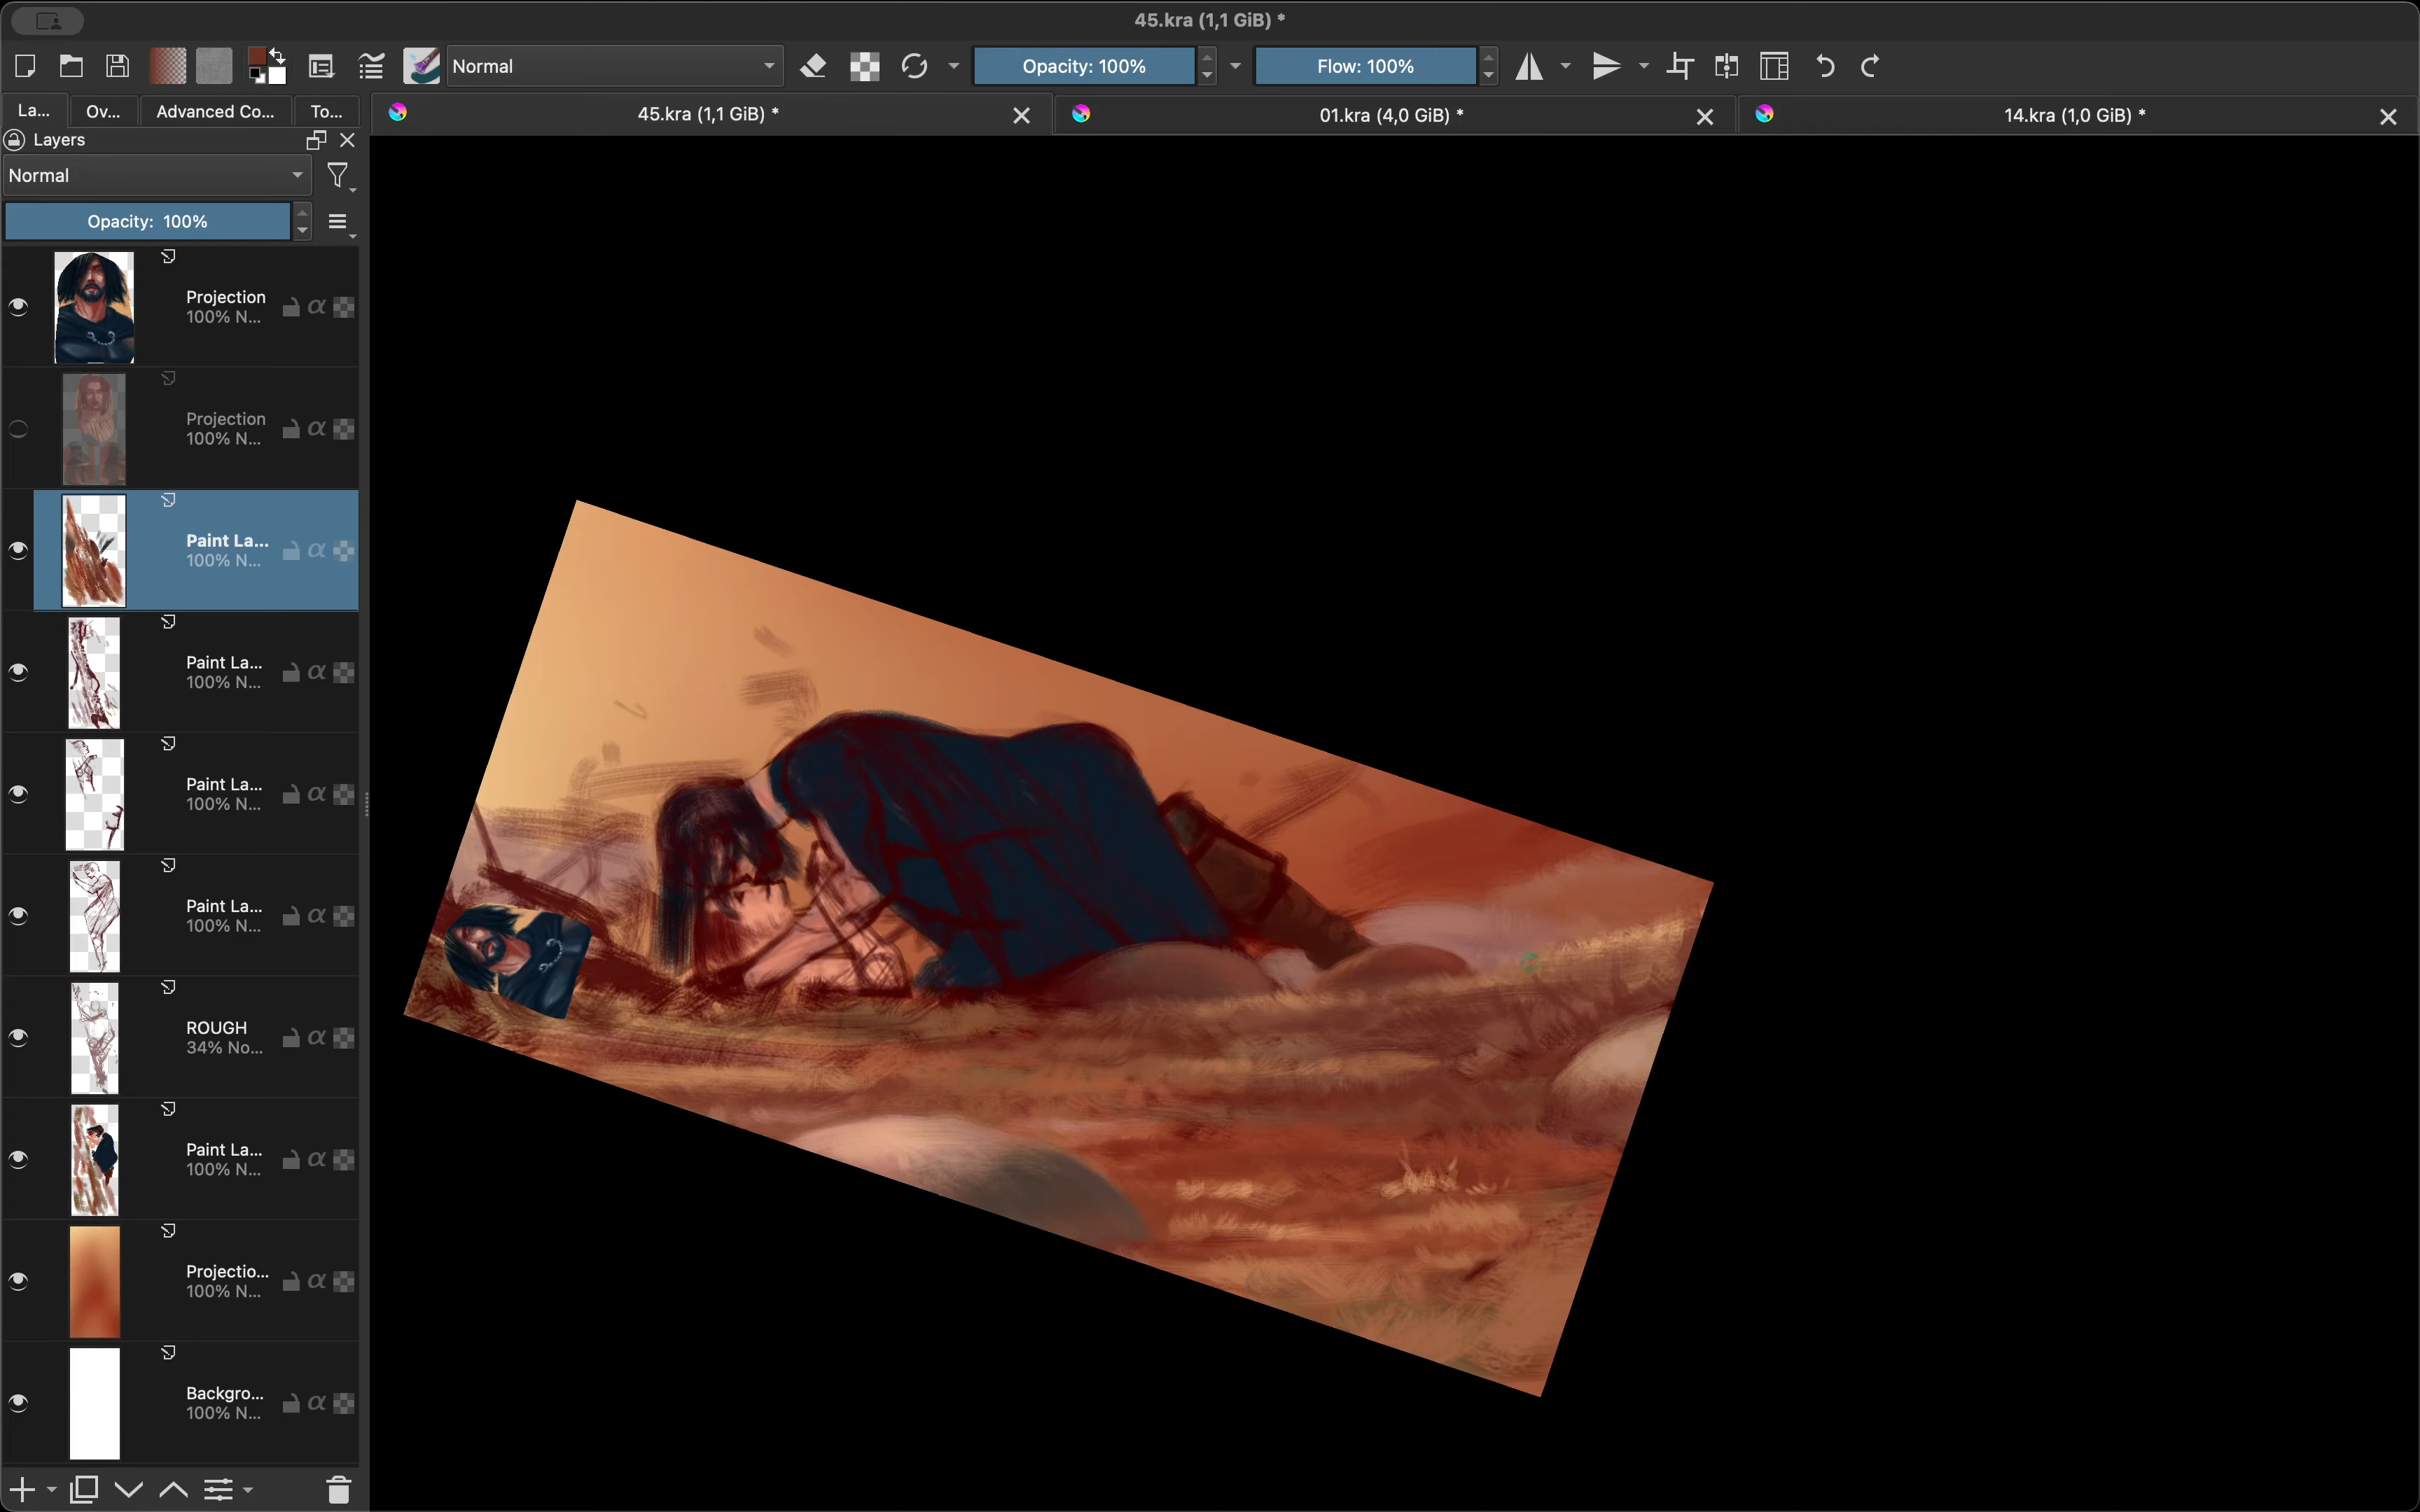 45.kra (1,1 GiB) *
Normal
Opacity: 100%
Flow: 100%
La...
Ov...
Advanced Co...
To...
45.kra (1,1 GiB) *
01.kra (4,0 GiB) *
14.kra (1,0 GiB) *
Layers
Normal
Opacity: 100%
Projection
100% N...
Projection
100% N...
Paint La...
100% N...
Paint La...
100% N...
Paint La...
100% N...
Paint La...
100% N...
ROUGH
34% No...
Paint La...
100% N...
Projectio...
100% N...
Backgro...
100% N...